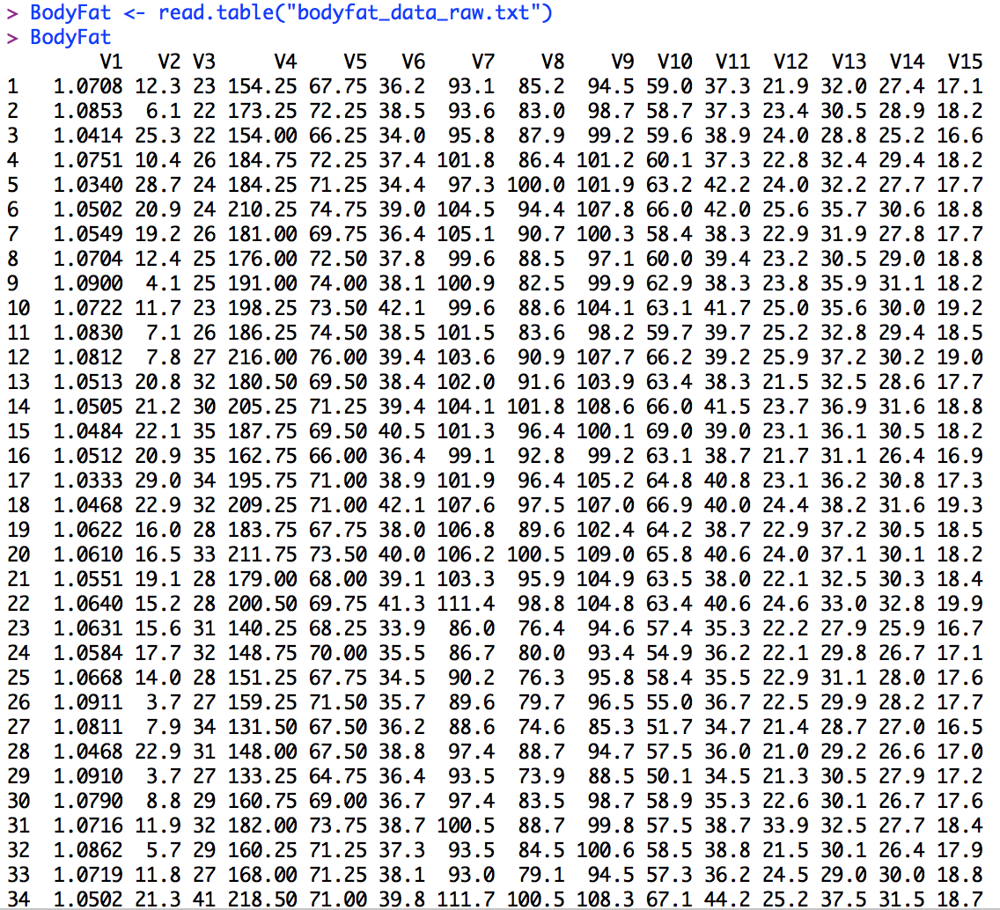 > BodyFat <- read.table("bodyfat_data_raw.txt")
> BodyFat
V1 V2 V3 V4 V5 V6 V7 V8 V9 V10 V11 V12 V13 V14 V15
1 1.0708 12.3 23 154.25 67.75 36.2 93.1 85.2 94.5 59.0 37.3 21.9 32.0 27.4 17.1
2 1.0853 6.1 22 173.25 72.25 38.5 93.6 83.0 98.7 58.7 37.3 23.4 30.5 28.9 18.2
3 1.0414 25.3 22 154.00 66.25 34.0 95.8 87.9 99.2 59.6 38.9 24.0 28.8 25.2 16.6
4 1.0751 10.4 26 184.75 72.25 37.4 101.8 86.4 101.2 60.1 37.3 22.8 32.4 29.4 18.2
5 1.0340 28.7 24 184.25 71.25 34.4 97.3 100.0 101.9 63.2 42.2 24.0 32.2 27.7 17.7
6 1.0502 20.9 24 210.25 74.75 39.0 104.5 94.4 107.8 66.0 42.0 25.6 35.7 30.6 18.8
7 1.0549 19.2 26 181.00 69.75 36.4 105.1 90.7 100.3 58.4 38.3 22.9 31.9 27.8 17.7
8 1.0704 12.4 25 176.00 72.50 37.8 99.6 88.5 97.1 60.0 39.4 23.2 30.5 29.0 18.8
9 1.0900 4.1 25 191.00 74.00 38.1 100.9 82.5 99.9 62.9 38.3 23.8 35.9 31.1 18.2
10 1.0722 11.7 23 198.25 73.50 42.1 99.6 88.6 104.1 63.1 41.7 25.0 35.6 30.0 19.2
11 1.0830 7.1 26 186.25 74.50 38.5 101.5 83.6 98.2 59.7 39.7 25.2 32.8 29.4 18.5
12 1.0812 7.8 27 216.00 76.00 39.4 103.6 90.9 107.7 66.2 39.2 25.9 37.2 30.2 19.0
13 1.0513 20.8 32 180.50 69.50 38.4 102.0 91.6 103.9 63.4 38.3 21.5 32.5 28.6 17.7
14 1.0505 21.2 30 205.25 71.25 39.4 104.1 101.8 108.6 66.0 41.5 23.7 36.9 31.6 18.8
15 1.0484 22.1 35 187.75 69.50 40.5 101.3 96.4 100.1 69.0 39.0 23.1 36.1 30.5 18.2
16 1.0512 20.9 35 162.75 66.00 36.4 99.1 92.8 99.2 63.1 38.7 21.7 31.1 26.4 16.9
17 1.0333 29.0 34 195.75 71.00 38.9 101.9 96.4 105.2 64.8 40.8 23.1 36.2 30.8 17.3
18 1.0468 22.9 32 209.25 71.00 42.1 107.6 97.5 107.0 66.9 40.0 24.4 38.2 31.6 19.3
19 1.0622 16.0 28 183.75 67.75 38.0 106.8 89.6 102.4 64.2 38.7 22.9 37.2 30.5 18.5
20 1.0610 16.5 33 211.75 73.50 40.0 106.2 100.5 109.0 65.8 40.6 24.0 37.1 30.1 18.2
21 1.0551 19.1 28 179.00 68.00 39.1 103.3 95.9 104.9 63.5 38.0 22.1 32.5 30.3 18.4
22 1.0640 15.2 28 200.50 69.75 41.3 111.4 98.8 104.8 63.4 40.6 24.6 33.0 32.8 19.9
23 1.0631 15.6 31 140.25 68.25 33.9 86.0 76.4 94.6 57.4 35.3 22.2 27.9 25.9 16.7
24 1.0584 17.7 32 148.75 70.00 35.5 86.7 80.0 93.4 54.9 36.2 22.1 29.8 26.7 17.1
25 1.0668 14.0 28 151.25 67.75 34.5 90.2 76.3 95.8 58.4 35.5 22.9 31.1 28.0 17.6
26 1.0911 3.7 27 159.25 71.50 35.7 89.6 79.7 96.5 55.0 36.7 22.5 29.9 28.2 17.7
27 1.0811 7.9 34 131.50 67.50 36.2 88.6 74.6 85.3 51.7 34.7 21.4 28.7 27.0 16.5
28 1.0468 22.9 31 148.00 67.50 38.8 97.4 88.7 94.7 57.5 36.0 21.0 29.2 26.6 17.0
29 1.0910 3.7 27 133.25 64.75 36.4 93.5 73.9 88.5 50.1 34.5 21.3 30.5 27.9 17.2
30 1.0790 8.8 29 160.75 69.00 36.7 97.4 83.5 98.7 58.9 35.3 22.6 30.1 26.7 17.6
31 1.0716 11.9 32 182.00 73.75 38.7 100.5 88.7 99.8 57.5 38.7 33.9 32.5 27.7 18.4
32 1.0862 5.7 29 160.25 71.25 37.3 93.5 84.5 100.6 58.5 38.8 21.5 30.1 26.4 17.9
33 1.0719 11.8 27 168.00 71.25 38.1 93.0 79.1 94.5 57.3 36.2 24.5 29.0 30.0 18.8
34 1.0502 21.3 41 218.50 71.00 39.8 111.7 100.5 108.3 67.1 44.2 25.2 37.5 31.5 18.7